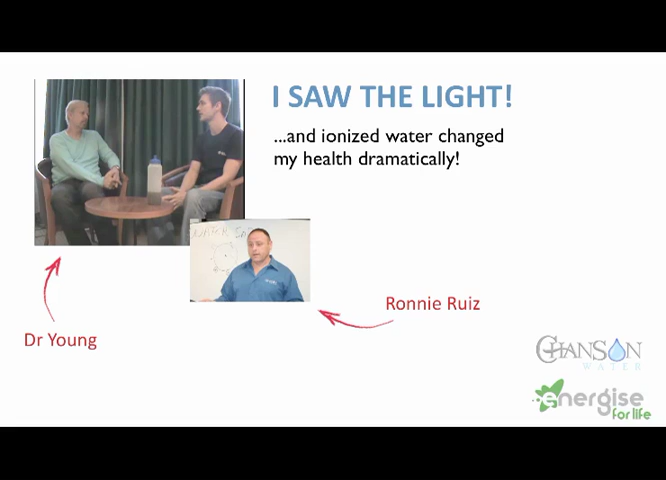 I SAW THE LIGHT!
...and ionized water changed
my health dramatically!
Ronnie Ruiz
Dr Young
CHANSON
WATER
energise
for life